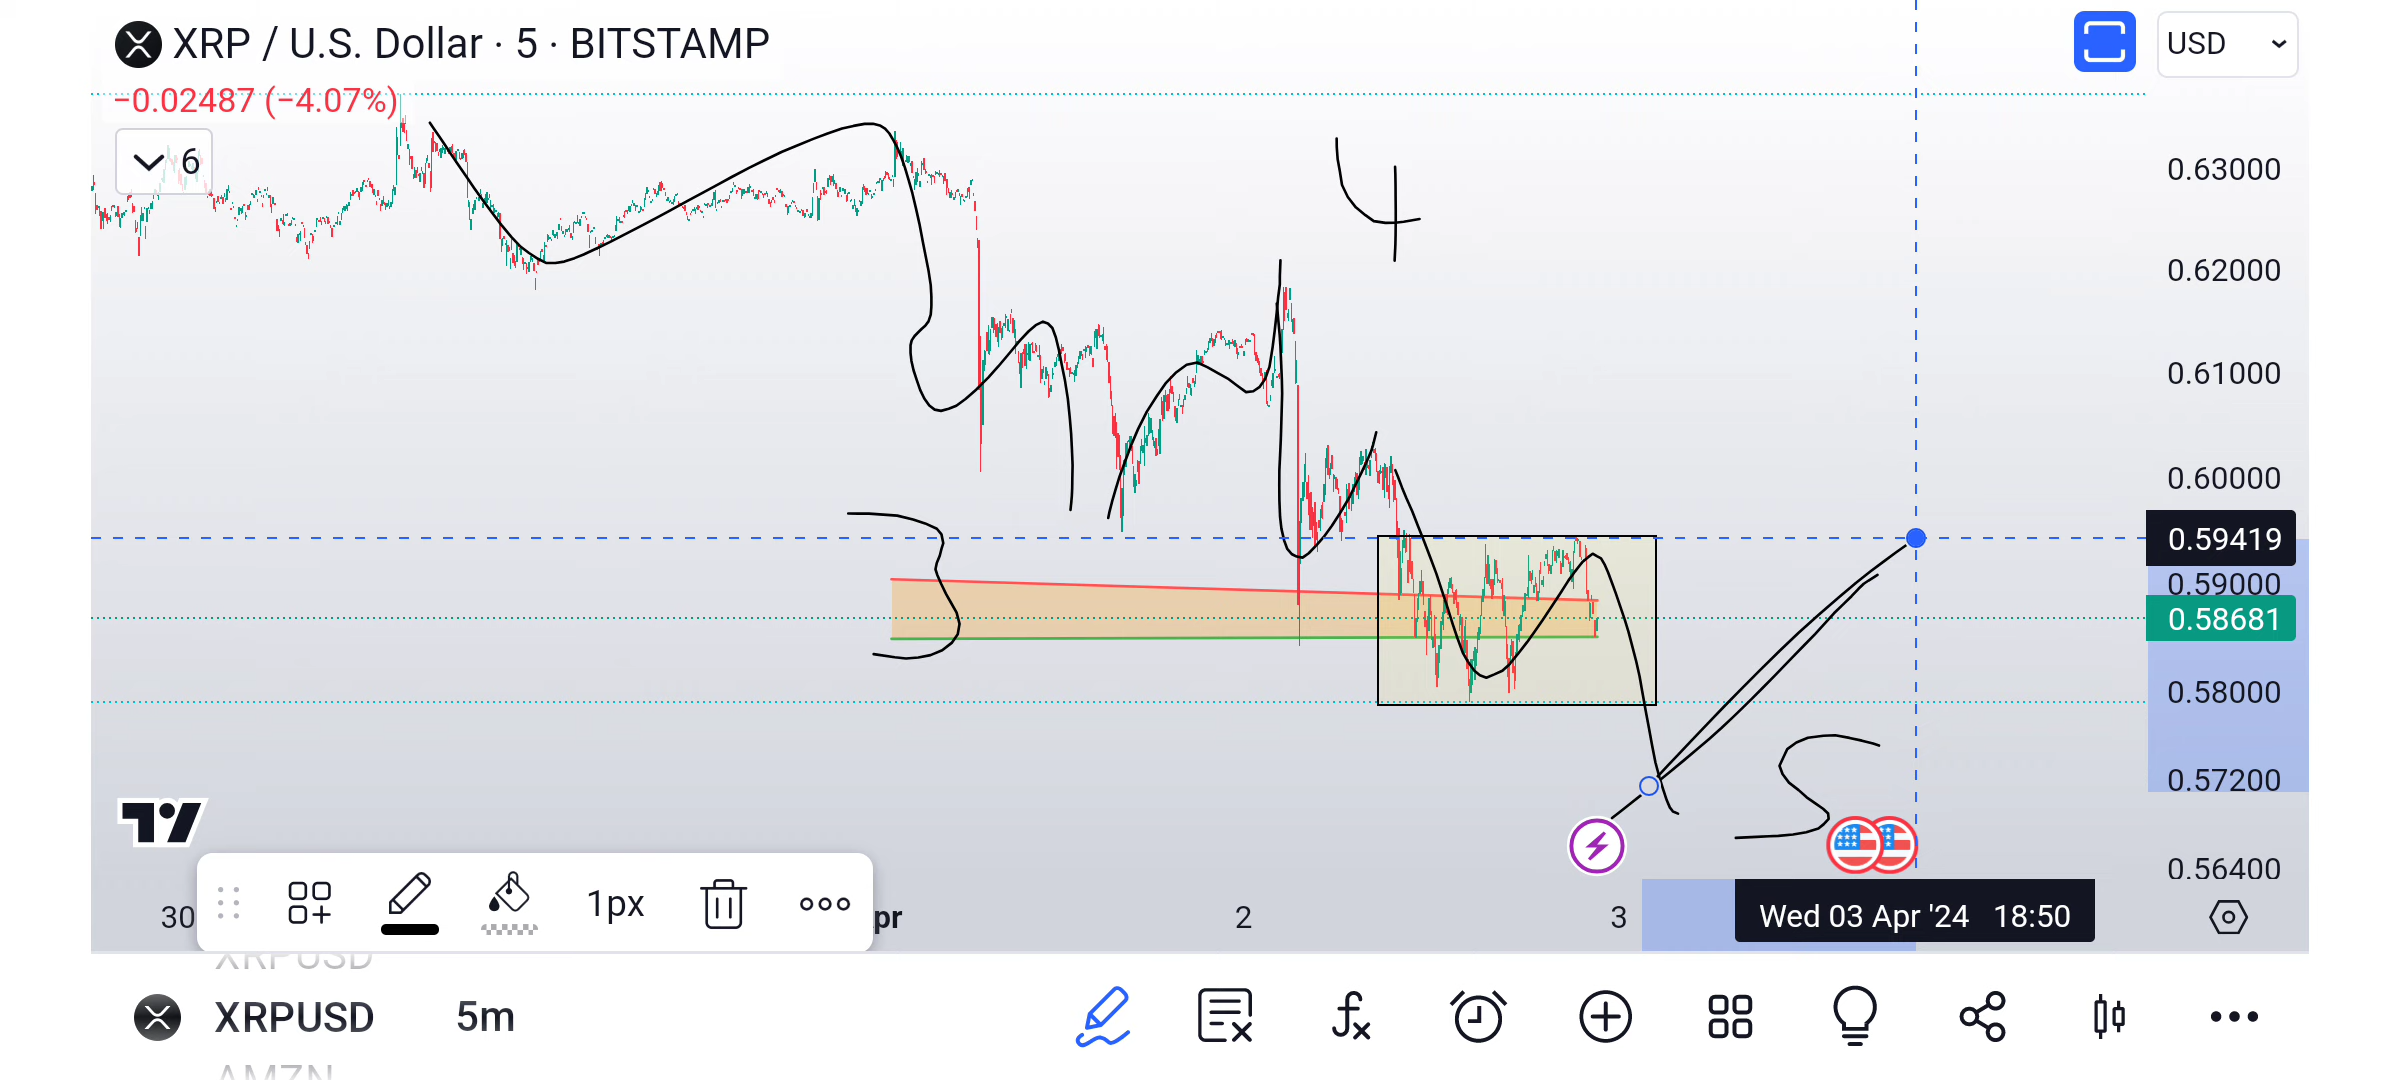 XRP / U.S. Dollar · 5 · BITSTAMP
USD
−0.02487 (−4.07%)
6
4
0.63000
0.62000
0.61000
0.60000
0.59419
0.59000
3
0.58681
0.58000
5
0.57200
0.56400
1px
30
pr
2
3
Wed 03 Apr '24 18:50
XRPUSD
XRPUSD
5m
AMZN